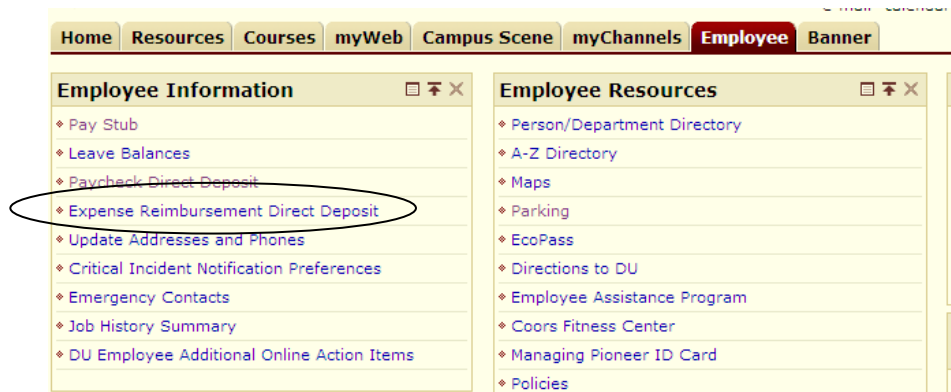 Home Resources Courses myWeb Campus Scene myChannels Employee Banner
Employee Information
Pay Stub
Leave Balances
Paycheck Direct Deposit
Expense Reimbursement Direct Deposit
Update Addresses and Phones
Critical Incident Notification Preferences
Emergency Contacts
Job History Summary
DU Employee Additional Online Action Items
Employee Resources
Person/Department Directory
A-Z Directory
Maps
Parking
EcoPass
Directions to DU
Employee Assistance Program
Coors Fitness Center
Managing Pioneer ID Card
Policies